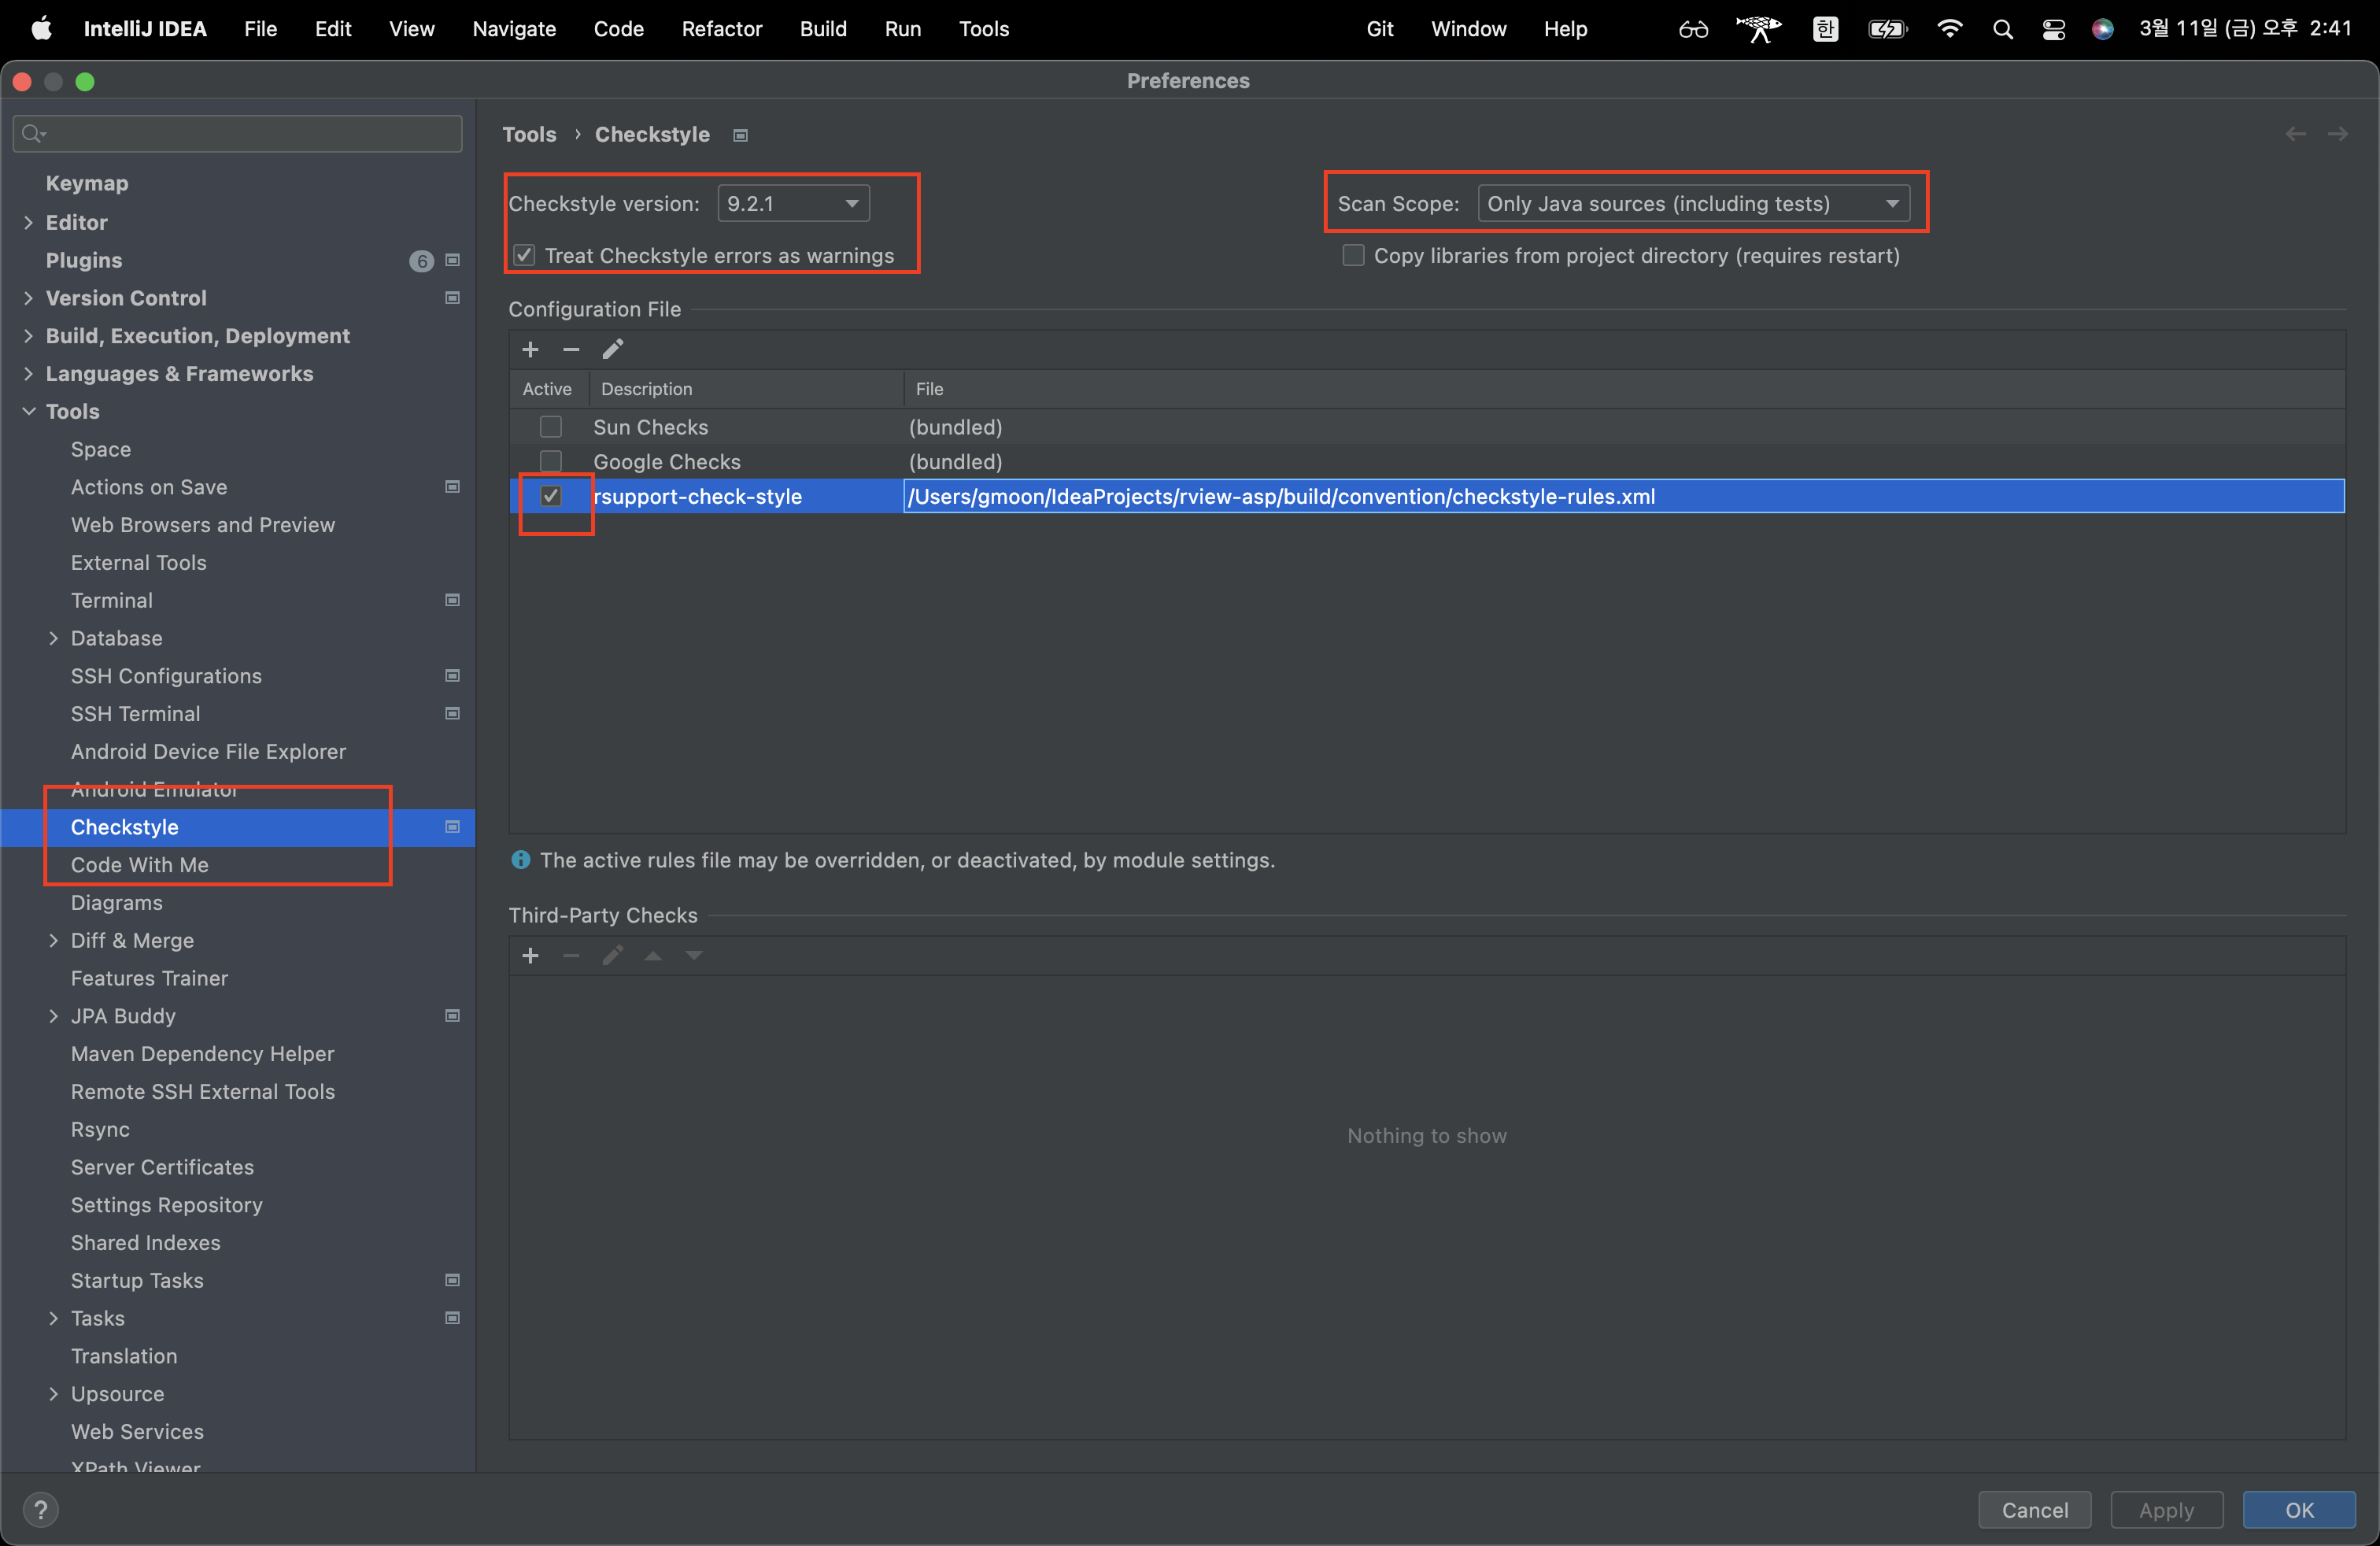 IntelliJ IDEA File Edit View Navigate Code Refactor Build Run Tools Git Window Help 한 3월 11일 (금) 오후 2:41
Preferences
Keymap
Editor
Plugins 6
Version Control
Build, Execution, Deployment
Languages & Frameworks
Tools
Space
Actions on Save
Web Browsers and Preview
External Tools
Terminal
Database
SSH Configurations
SSH Terminal
Android Device File Explorer
Android Emulator
Checkstyle
Code With Me
Diagrams
Diff & Merge
Features Trainer
JPA Buddy
Maven Dependency Helper
Remote SSH External Tools
Rsync
Server Certificates
Settings Repository
Shared Indexes
Startup Tasks
Tasks
Translation
Upsource
Web Services
XPath Viewer
Tools › Checkstyle
Checkstyle version: 9.2.1
Scan Scope: Only Java sources (including tests)
Treat Checkstyle errors as warnings
Copy libraries from project directory (requires restart)
Configuration File
Active Description File
Sun Checks (bundled)
Google Checks (bundled)
rsupport-check-style /Users/gmoon/IdeaProjects/rview-asp/build/convention/checkstyle-rules.xml
The active rules file may be overridden, or deactivated, by module settings.
Third-Party Checks
Nothing to show
? Cancel Apply OK